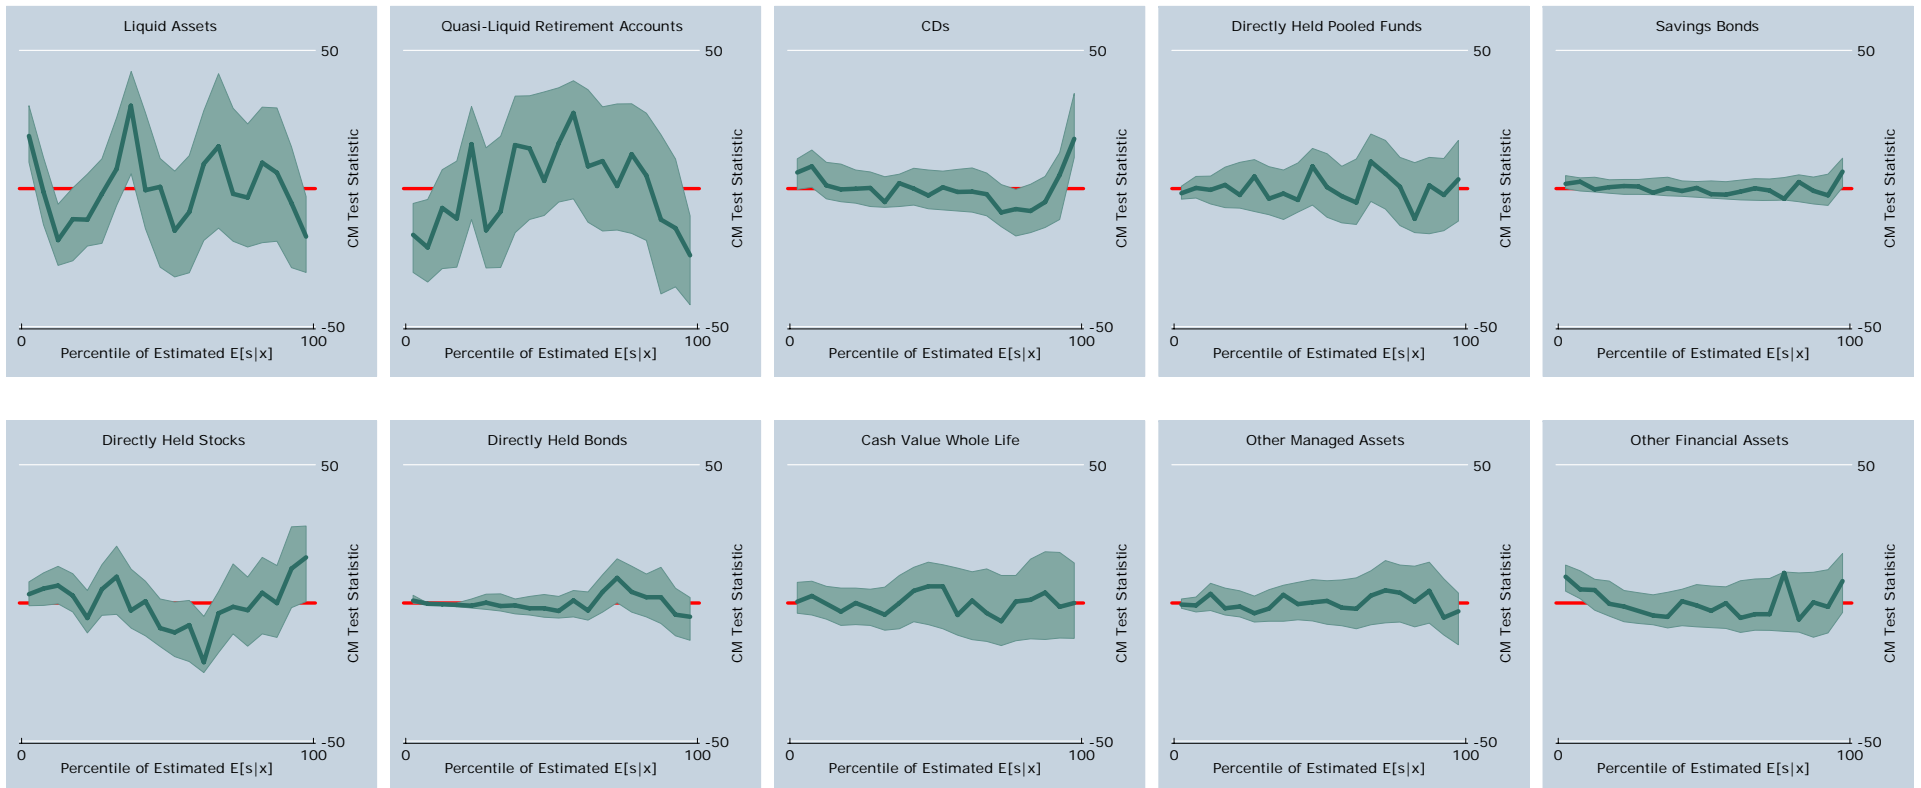 Liquid Assets
50
CM Test Statistic
-50
0 100
Percentile of Estimated E[s|x]
Quasi-Liquid Retirement Accounts
50
CM Test Statistic
-50
0 100
Percentile of Estimated E[s|x]
CDs
50
CM Test Statistic
-50
0 100
Percentile of Estimated E[s|x]
Directly Held Pooled Funds
50
CM Test Statistic
-50
0 100
Percentile of Estimated E[s|x]
Savings Bonds
50
CM Test Statistic
-50
0 100
Percentile of Estimated E[s|x]
Directly Held Stocks
50
CM Test Statistic
-50
0 100
Percentile of Estimated E[s|x]
Directly Held Bonds
50
CM Test Statistic
-50
0 100
Percentile of Estimated E[s|x]
Cash Value Whole Life
50
CM Test Statistic
-50
0 100
Percentile of Estimated E[s|x]
Other Managed Assets
50
CM Test Statistic
-50
0 100
Percentile of Estimated E[s|x]
Other Financial Assets
50
CM Test Statistic
-50
0 100
Percentile of Estimated E[s|x]